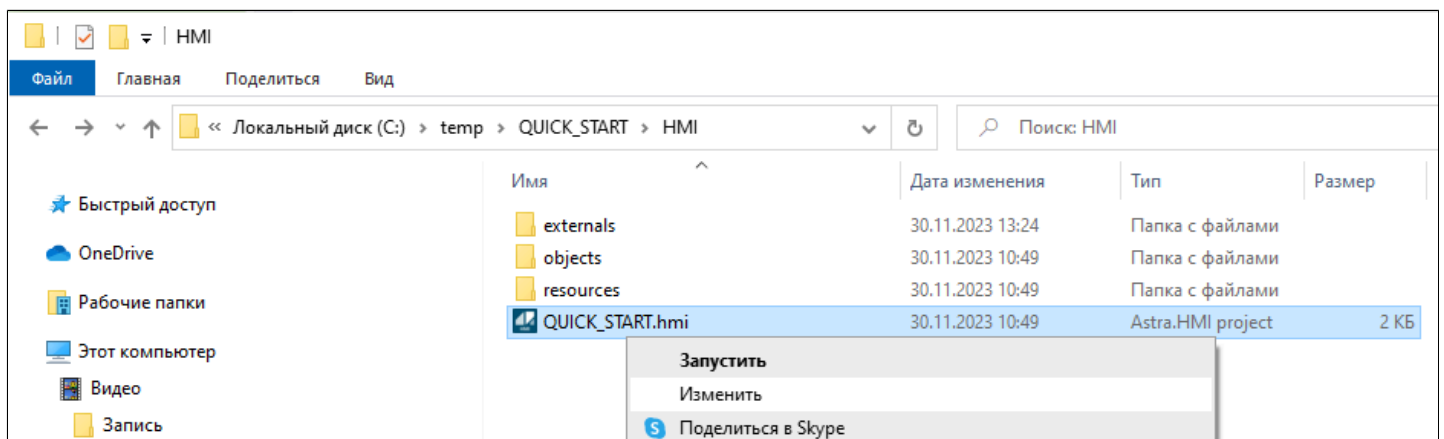 HMI
Файл Главная Поделиться Вид
« Локальный диск (C:) › temp › QUICK_START › HMI Поиск: HMI
Имя Дата изменения Тип Размер
Быстрый доступ
externals 30.11.2023 13:24 Папка с файлами
OneDrive
objects 30.11.2023 10:49 Папка с файлами
resources 30.11.2023 10:49 Папка с файлами
Рабочие папки
QUICK_START.hmi 30.11.2023 10:49 Astra.HMI project 2 КБ
Этот компьютер
Запустить
Видео
Изменить
Запись
Поделиться в Skype